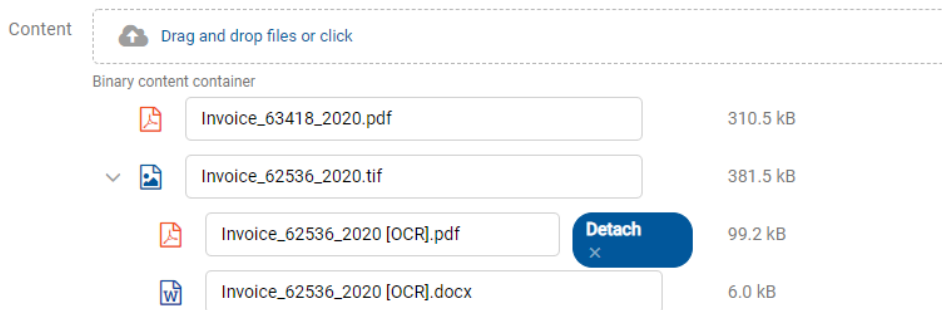 Content
Drag and drop files or click
Binary content container
Invoice_63418_2020.pdf 310.5 kB
Invoice_62536_2020.tif 381.5 kB
Invoice_62536_2020 [OCR].pdf Detach 99.2 kB
Invoice_62536_2020 [OCR].docx 6.0 kB